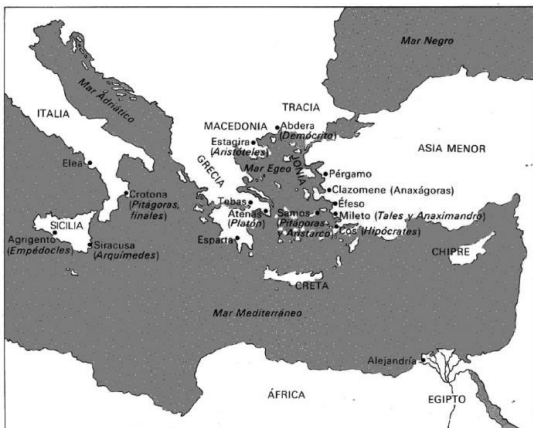 Mar Negro
Mar Adriático
ITALIA
TRACIA
MACEDONIA
Abdera
(Demócrito)
Estagira
(Aristóteles)
ASIA MENOR
JONIA
GRECIA
Mar Egeo
Elea
Pérgamo
Clazomene (Anaxágoras)
Crotona
(Pitágoras,
finales)
Tebas
Éfeso
Atenas
(Platón)
Samos
(Pitágoras
y Aristarco)
Mileto (Tales y Anaximandro)
Cos (Hipócrates)
SICILIA
Agrigento
(Empédocles)
Siracusa
(Arquímedes)
Esparta
CHIPRE
CRETA
Mar Mediterráneo
Alejandría
ÁFRICA
EGIPTO